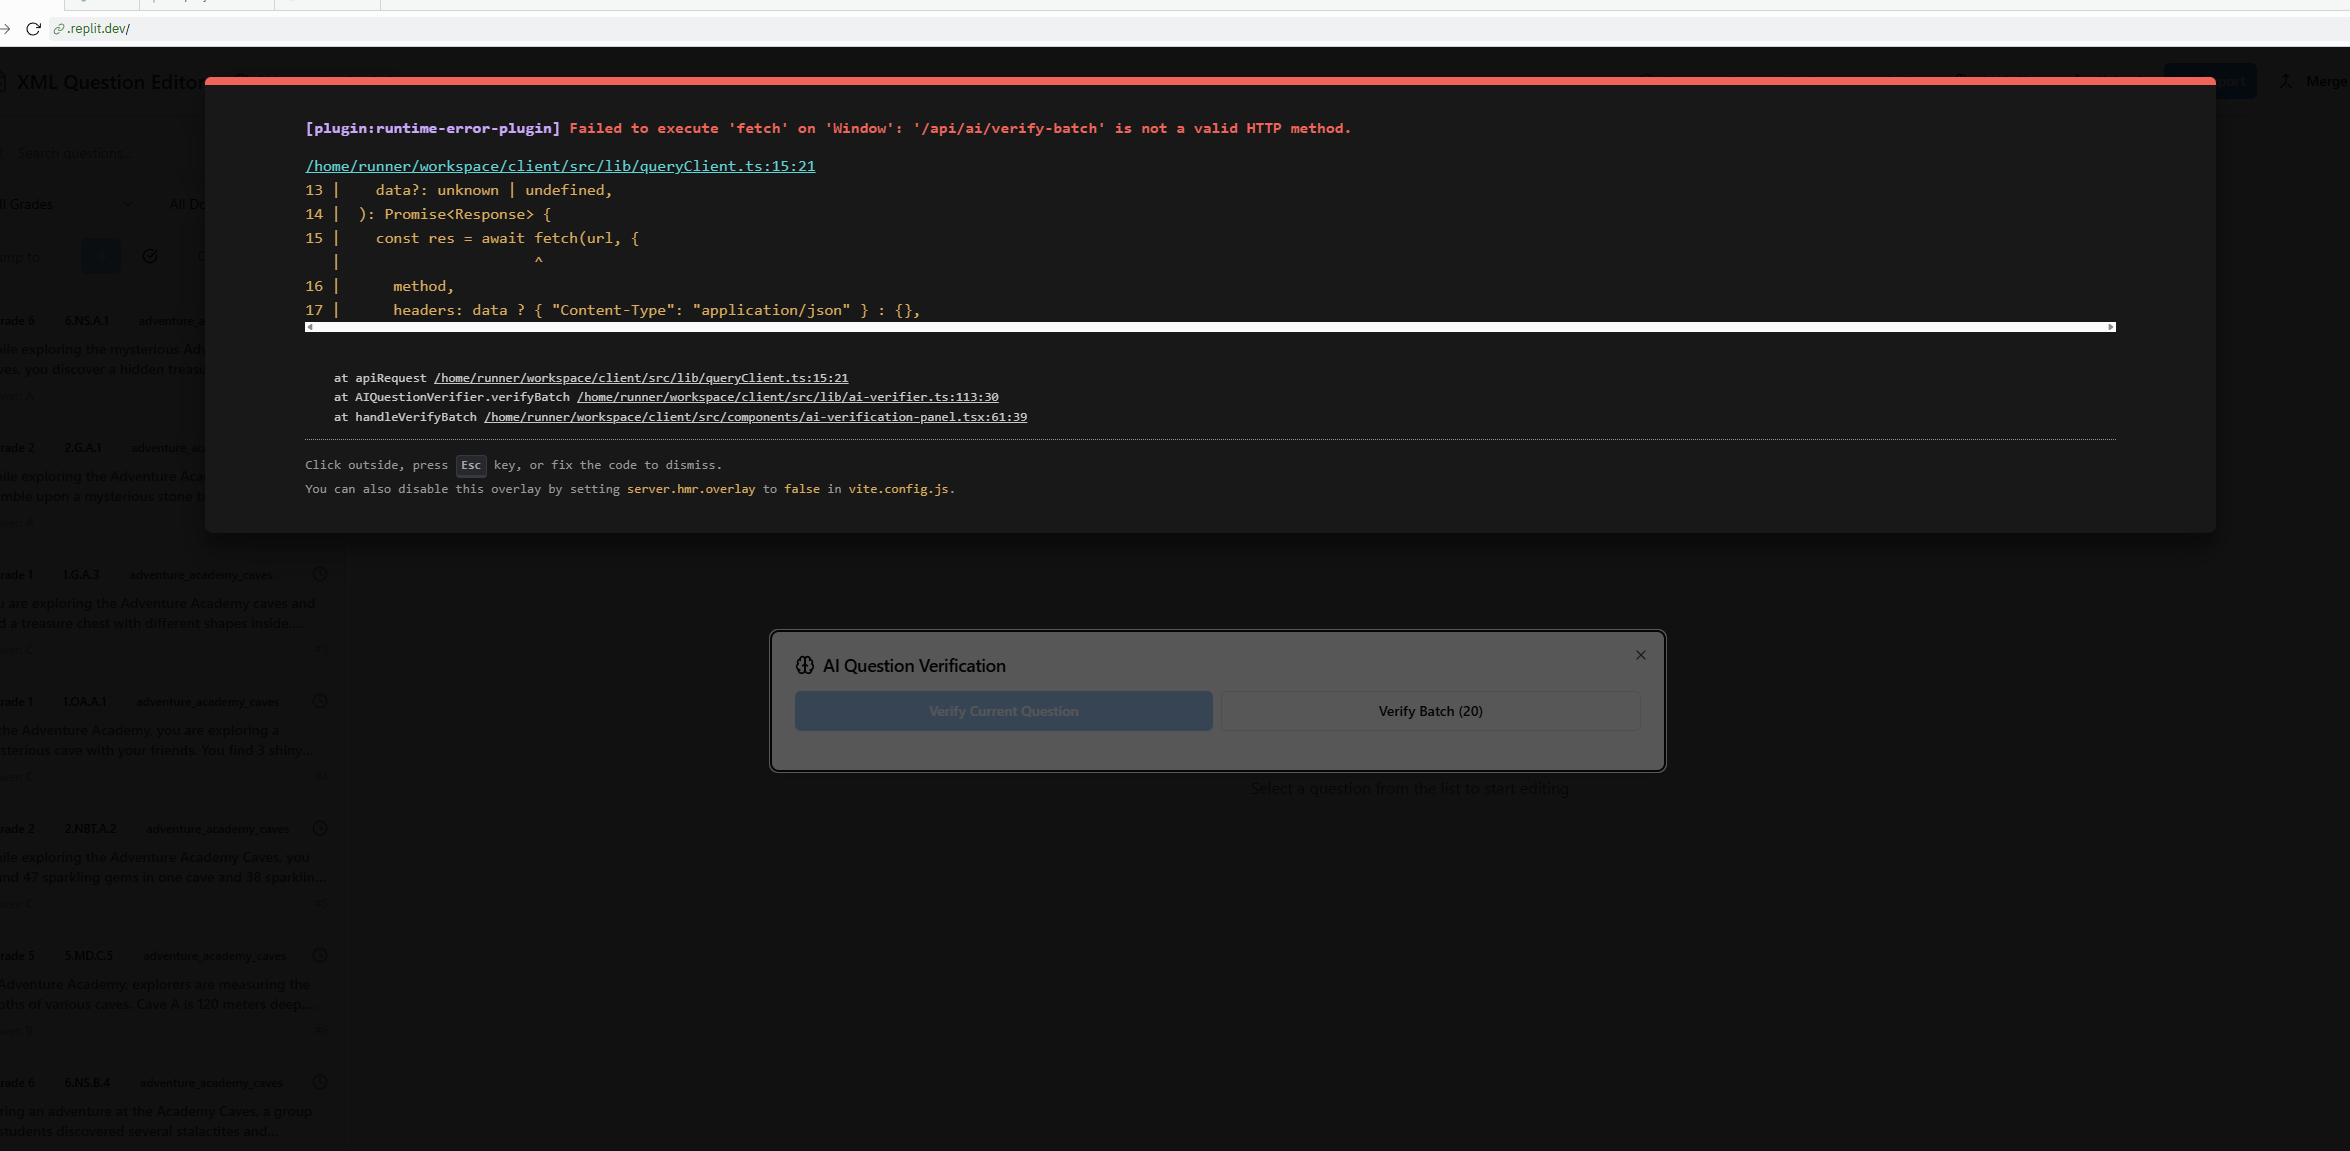 .replit.dev/
XML Question Editor
Merge
[plugin:runtime-error-plugin] Failed to execute 'fetch' on 'Window': '/api/ai/verify-batch' is not a valid HTTP method.
Search questions...
/home/runner/workspace/client/src/lib/queryClient.ts:15:21
13 |    data?: unknown | undefined,
Grades
All Do
14 |  ): Promise<Response> {
15 |    const res = await fetch(url, {
|                       ^
to
16 |      method,
17 |      headers: data ? { "Content-Type": "application/json" } : {},
rade 6 6.NS.A.1 adventure_a
ile exploring the mysterious Adv
ves, you discover a hidden treasu
at apiRequest /home/runner/workspace/client/src/lib/queryClient.ts:15:21
at AIQuestionVerifier.verifyBatch /home/runner/workspace/client/src/lib/ai-verifier.ts:113:30
at handleVerifyBatch /home/runner/workspace/client/src/components/ai-verification-panel.tsx:61:39
rade 2 2.G.A.1 adventure_ac
Click outside, press Esc key, or fix the code to dismiss.
ile exploring the Adventure Aca
You can also disable this overlay by setting server.hmr.overlay to false in vite.config.js.
mble upon a mysterious stone t
rade 1 1.G.A.3 adventure_academy_caves
u are exploring the Adventure Academy caves and
d a treasure chest with different shapes inside....
AI Question Verification
Verify Current Question
Verify Batch (20)
rade 1 1.OA.A.1 adventure_academy_caves
the Adventure Academy, you are exploring a
sterious cave with your friends. You find 3 shiny...
Select a question from the list to start editing
rade 2 2.NBT.A.2 adventure_academy_caves
ile exploring the Adventure Academy Caves, you
nd 47 sparkling gems in one cave and 38 sparklin...
rade 5 5.MD.C.5 adventure_academy_caves
Adventure Academy, explorers are measuring the
pths of various caves. Cave A is 120 meters deep,...
rade 6 6.NS.B.4 adventure_academy_caves
ring an adventure at the Academy Caves, a group
students discovered several stalactites and...